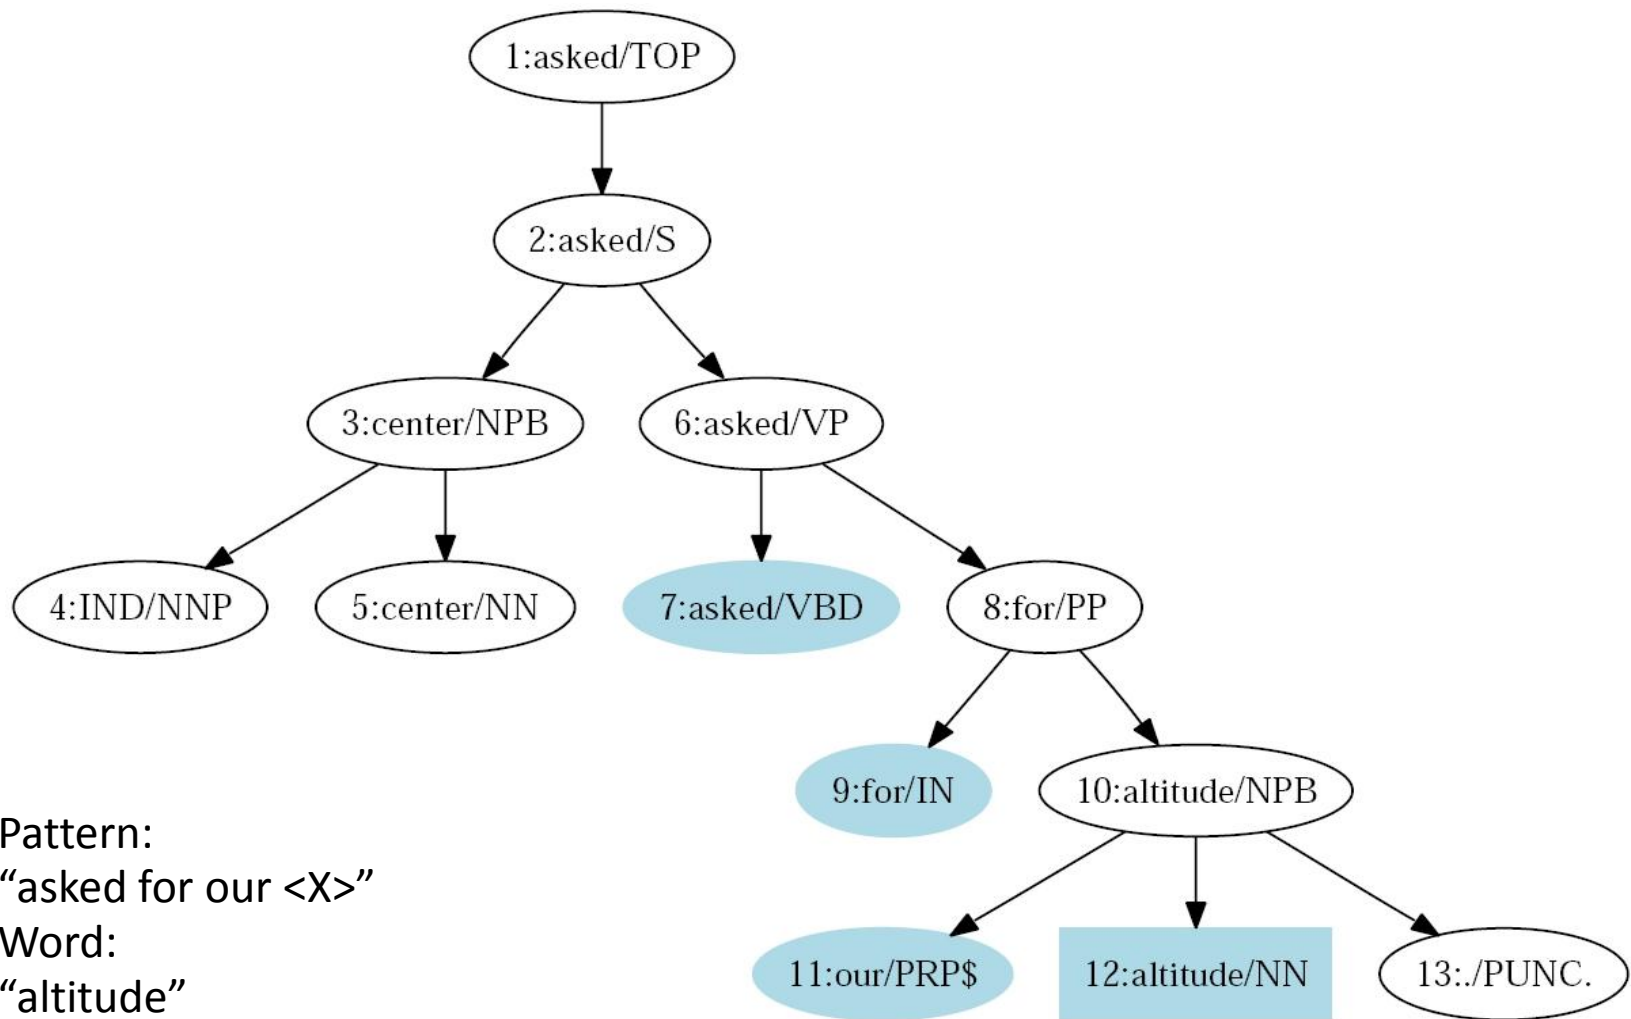 1:asked/TOP
2:asked/S
3:center/NPB
6:asked/VP
4:IND/NNP
5:center/NN
7:asked/VBD
8:for/PP
9:for/IN
10:altitude/NPB
11:our/PRP$
12:altitude/NN
13:./PUNC.
Pattern:
“asked for our <X>”
Word:
“altitude”